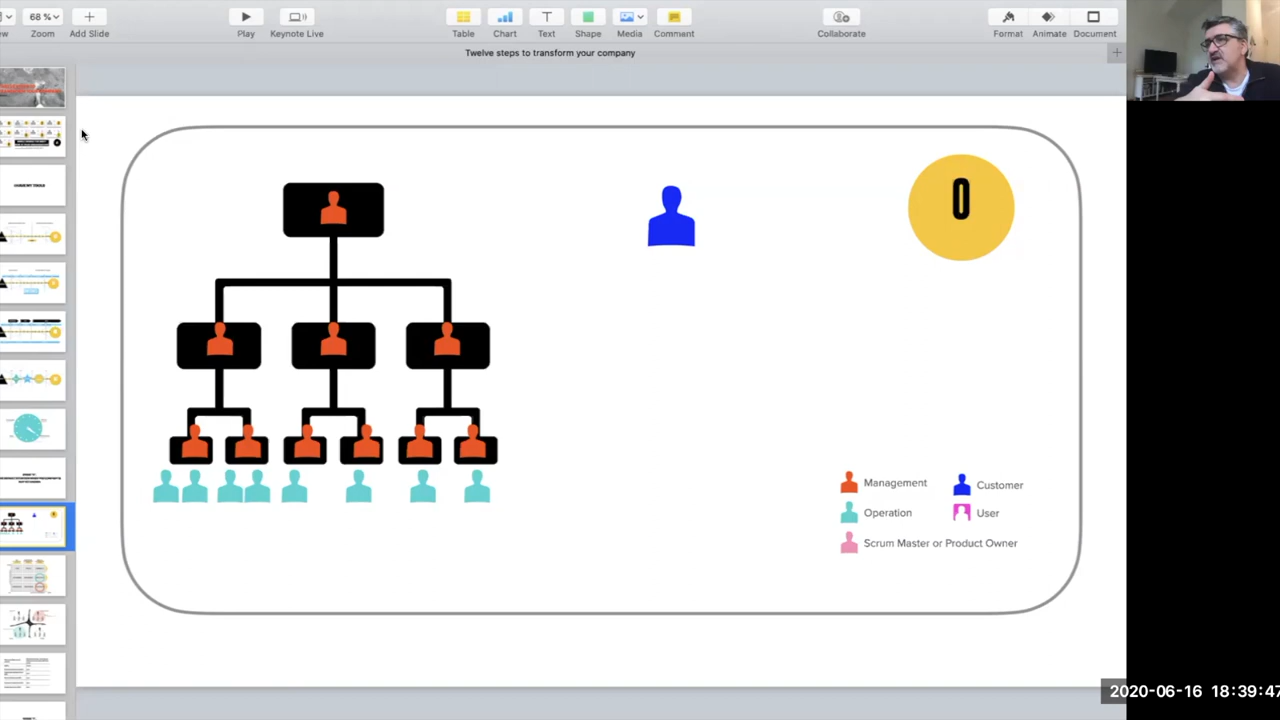 68 %
Zoom
Add Slide
Play
Keynote Live
Table
Chart
Text
Shape
Media
Comment
Collaborate
Format
Animate
Document
Twelve steps to transform your company
0
Management
Customer
Operation
User
Scrum Master or Product Owner
2020-06-16 18:39:47